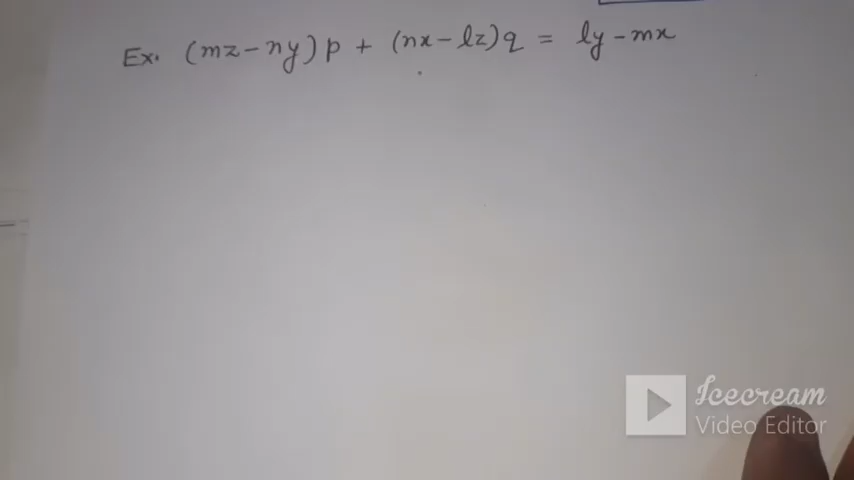 Ex. (mz - ny) p + (nx - lz) q = ly - mx
Icecream
Video Editor